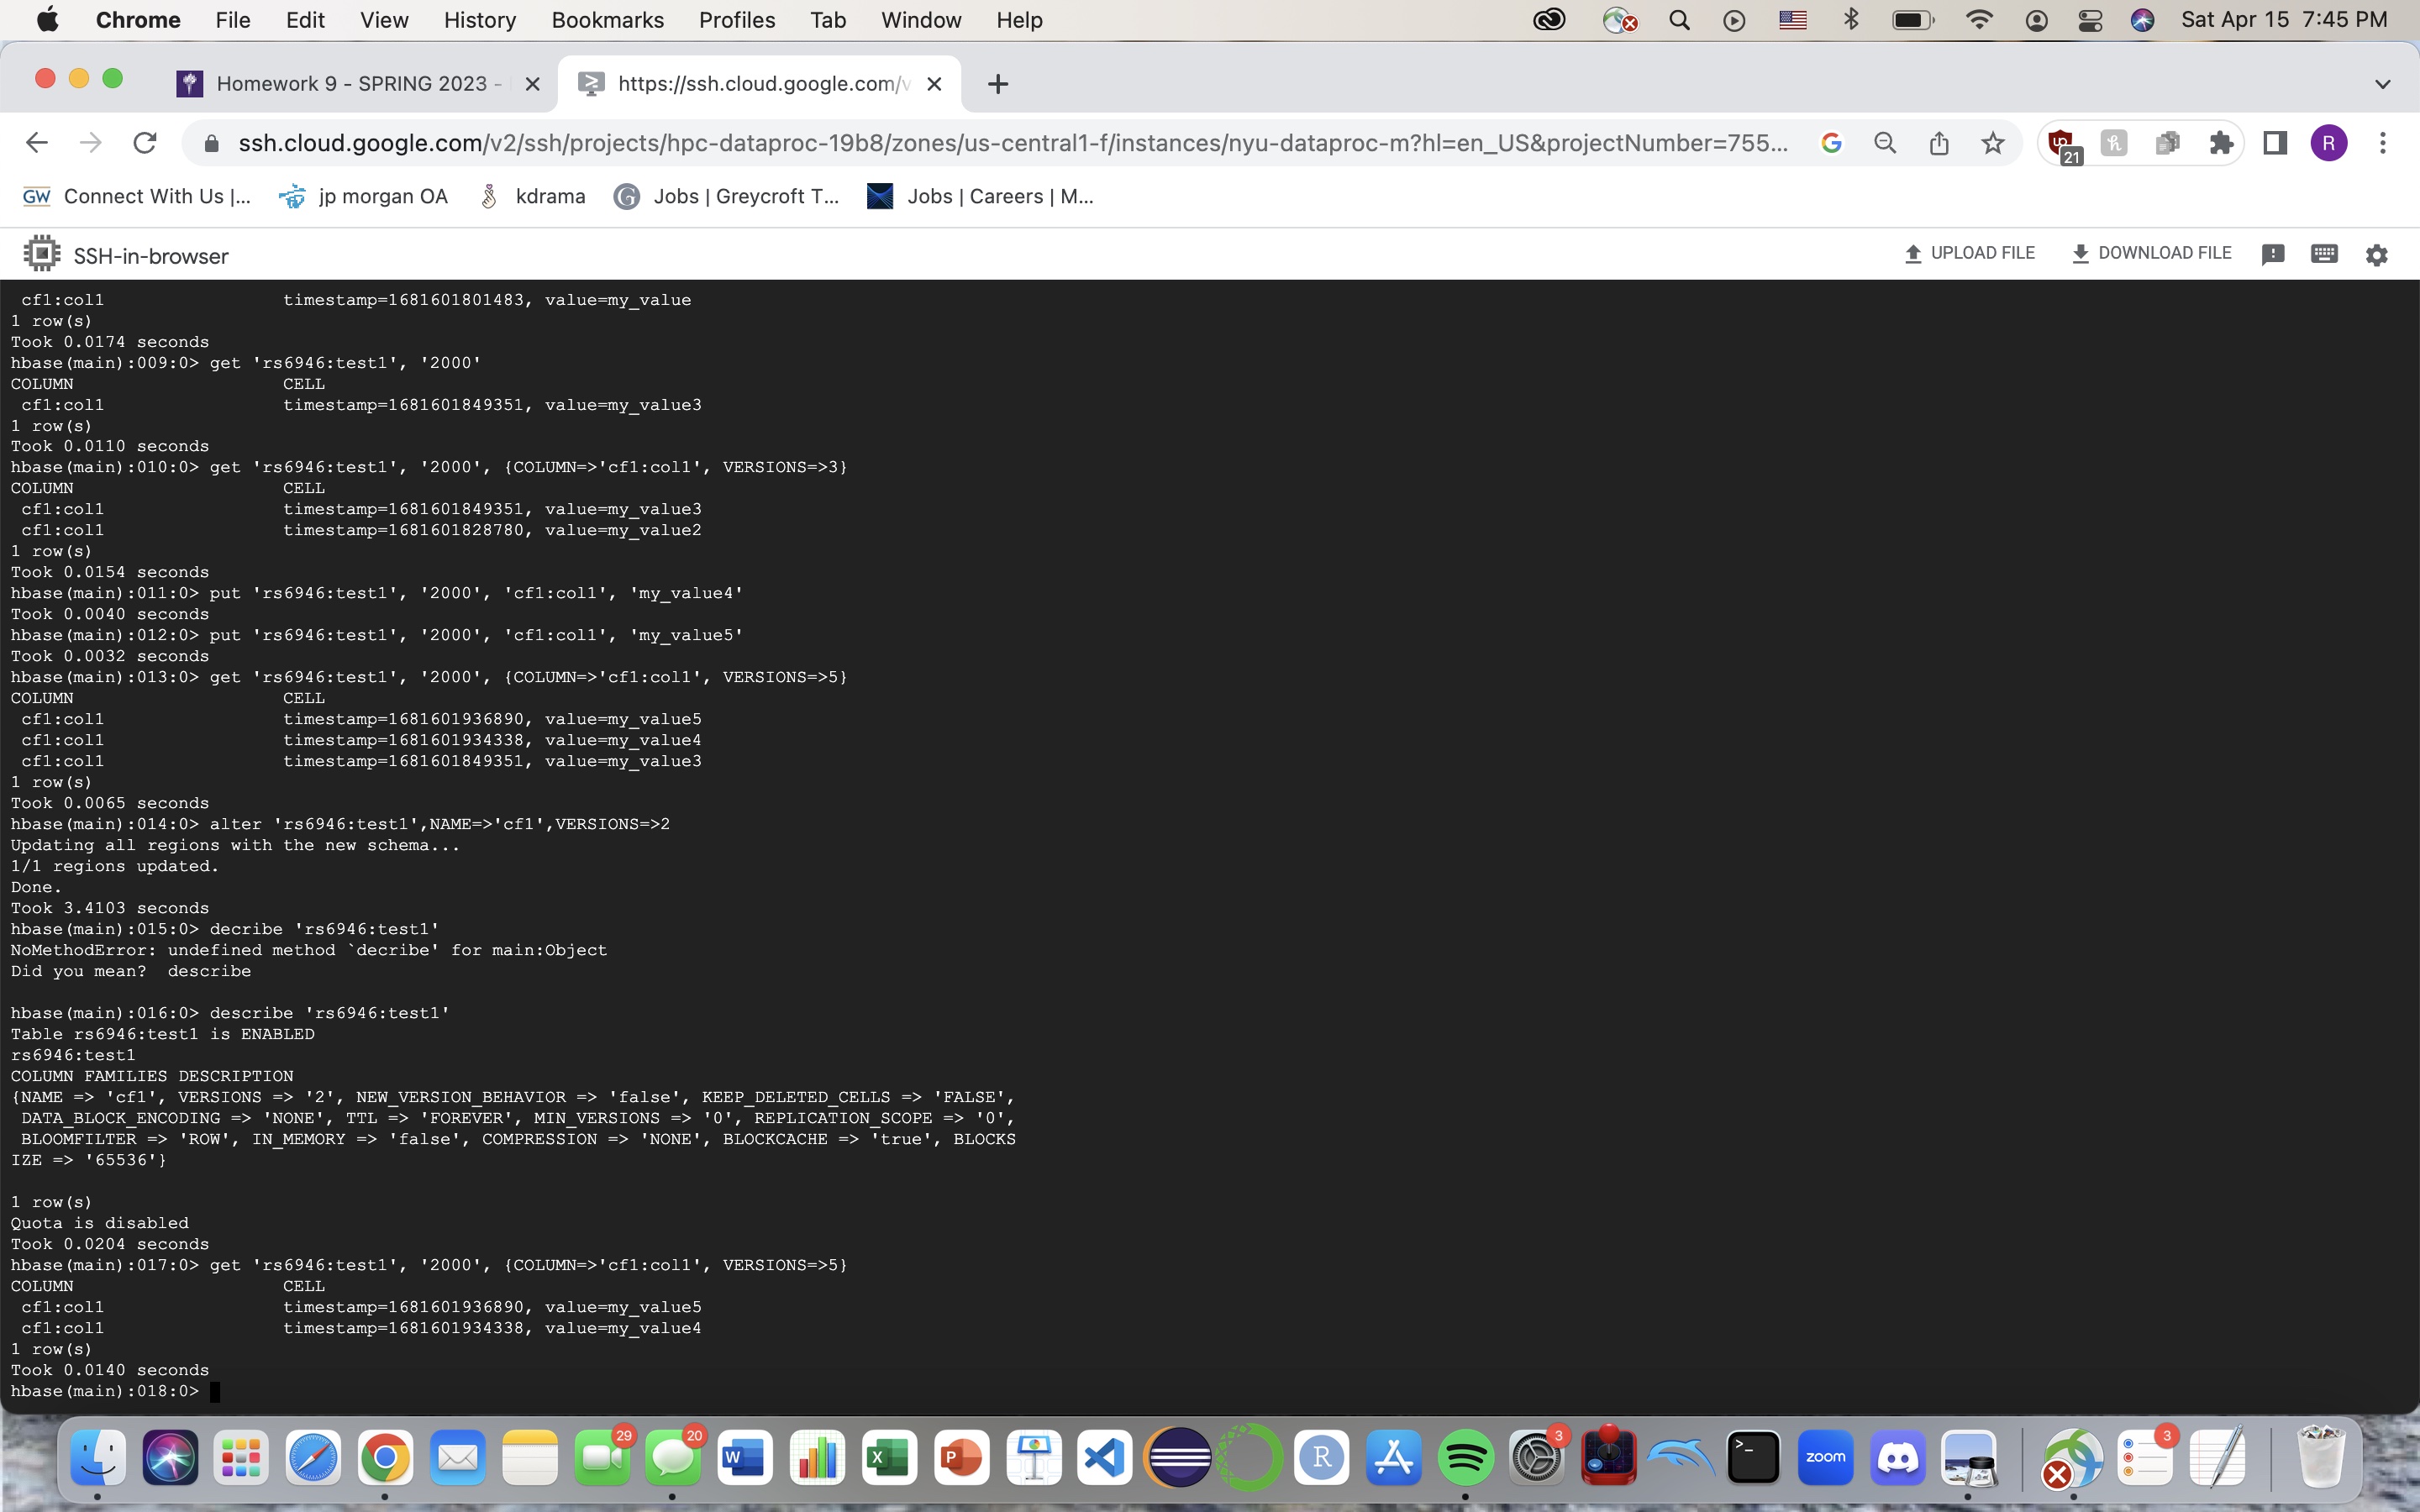 Chrome File Edit View History Bookmarks Profiles Tab Window Help Sat Apr 15 7:45 PM
Homework 9 - SPRING 2023 - https://ssh.cloud.google.com/v
ssh.cloud.google.com/v2/ssh/projects/hpc-dataproc-19b8/zones/us-central1-f/instances/nyu-dataproc-m?hl=en_US&projectNumber=755... 21 R
GW Connect With Us |... jp morgan OA kdrama Jobs | Greycroft T... Jobs | Careers | M...
SSH-in-browser UPLOAD FILE DOWNLOAD FILE
cf1:col1 timestamp=1681601801483, value=my_value
1 row(s)
Took 0.0174 seconds
hbase(main):009:0> get 'rs6946:test1', '2000'
COLUMN CELL
cf1:col1 timestamp=1681601849351, value=my_value3
1 row(s)
Took 0.0110 seconds
hbase(main):010:0> get 'rs6946:test1', '2000', {COLUMN=>'cf1:col1', VERSIONS=>3}
COLUMN CELL
cf1:col1 timestamp=1681601849351, value=my_value3
cf1:col1 timestamp=1681601828780, value=my_value2
1 row(s)
Took 0.0154 seconds
hbase(main):011:0> put 'rs6946:test1', '2000', 'cf1:col1', 'my_value4'
Took 0.0040 seconds
hbase(main):012:0> put 'rs6946:test1', '2000', 'cf1:col1', 'my_value5'
Took 0.0032 seconds
hbase(main):013:0> get 'rs6946:test1', '2000', {COLUMN=>'cf1:col1', VERSIONS=>5}
COLUMN CELL
cf1:col1 timestamp=1681601936890, value=my_value5
cf1:col1 timestamp=1681601934338, value=my_value4
cf1:col1 timestamp=1681601849351, value=my_value3
1 row(s)
Took 0.0065 seconds
hbase(main):014:0> alter 'rs6946:test1',NAME=>'cf1',VERSIONS=>2
Updating all regions with the new schema...
1/1 regions updated.
Done.
Took 3.4103 seconds
hbase(main):015:0> decribe 'rs6946:test1'
NoMethodError: undefined method `decribe' for main:Object
Did you mean? describe
hbase(main):016:0> describe 'rs6946:test1'
Table rs6946:test1 is ENABLED
rs6946:test1
COLUMN FAMILIES DESCRIPTION
{NAME => 'cf1', VERSIONS => '2', NEW_VERSION_BEHAVIOR => 'false', KEEP_DELETED_CELLS => 'FALSE',
DATA_BLOCK_ENCODING => 'NONE', TTL => 'FOREVER', MIN_VERSIONS => '0', REPLICATION_SCOPE => '0',
BLOOMFILTER => 'ROW', IN_MEMORY => 'false', COMPRESSION => 'NONE', BLOCKCACHE => 'true', BLOCKS
IZE => '65536'}
1 row(s)
Quota is disabled
Took 0.0204 seconds
hbase(main):017:0> get 'rs6946:test1', '2000', {COLUMN=>'cf1:col1', VERSIONS=>5}
COLUMN CELL
cf1:col1 timestamp=1681601936890, value=my_value5
cf1:col1 timestamp=1681601934338, value=my_value4
1 row(s)
Took 0.0140 seconds
hbase(main):018:0>
29 20 W X P R 3 >_ zoom 3